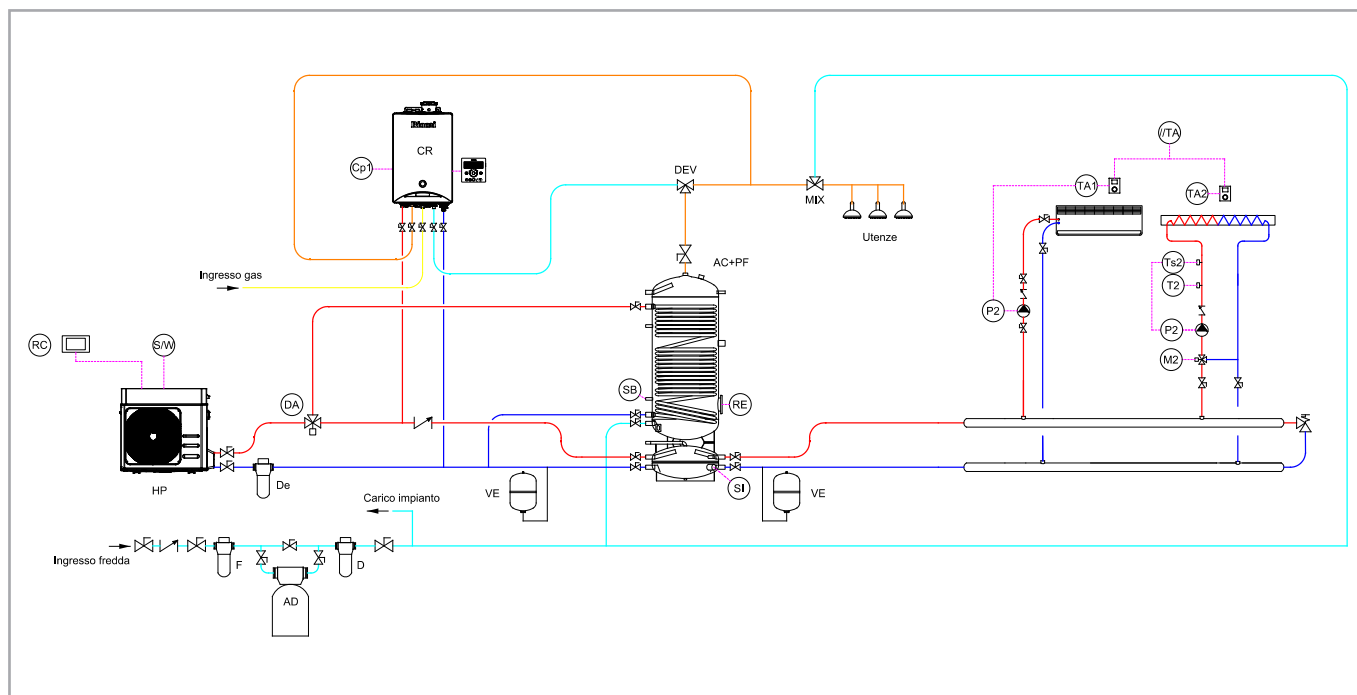 Rinnai
CR
Cp1
DEV
MIX
Utenze
//TA
TA1
TA2
Ingresso gas
AC+PF
Ts2
T2
P2
P2
M2
RC
S/W
DA
SB
RE
HP
De
VE
SI
VE
Carico impianto
Ingresso fredda
F
D
AD